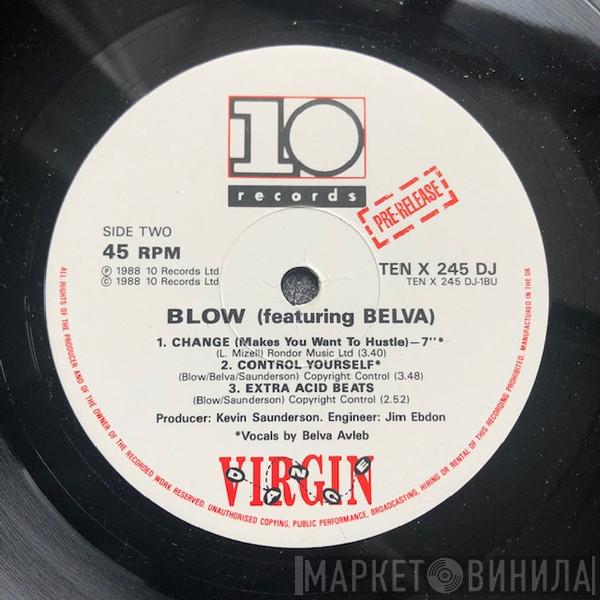 10
records
PRE-RELEASE
SIDE TWO
45 RPM
Ⓟ 1988 10 Records Ltd
© 1988 10 Records Ltd
TEN X 245 DJ
TEN X 245 DJ-1BU
BLOW (featuring BELVA)
1. CHANGE (Makes You Want To Hustle)—7"*
(L. Mizell) Rondor Music Ltd (3.40)
2. CONTROL YOURSELF*
(Blow/Belva/Saunderson) Copyright Control (3.48)
3. EXTRA ACID BEATS
(Blow/Saunderson) Copyright Control (2.52)
Producer: Kevin Saunderson. Engineer: Jim Ebdon
*Vocals by Belva Avleb
VIRGIN
DANCE
ALL RIGHTS OF THE PRODUCER AND OF THE OWNER OF THE RECORDED WORK RESERVED. UNAUTHORISED COPYING, PUBLIC PERFORMANCE, BROADCASTING, HIRING OR RENTAL OF THIS RECORDING PROHIBITED. MANUFACTURED IN THE UK
МАРКЕТ ВИНИЛА